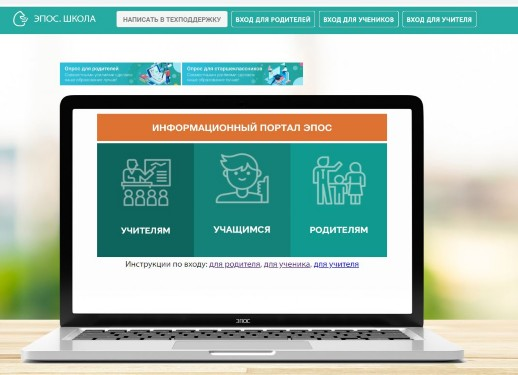 ЭПОС. ШКОЛА
НАПИСАТЬ В ТЕХПОДДЕРЖКУ
ВХОД ДЛЯ РОДИТЕЛЕЙ
ВХОД ДЛЯ УЧЕНИКОВ
ВХОД ДЛЯ УЧИТЕЛЯ
Опрос для родителей
Опрос для старшеклассников
ИНФОРМАЦИОННЫЙ ПОРТАЛ ЭПОС
УЧИТЕЛЯМ
УЧАЩИМСЯ
РОДИТЕЛЯМ
Инструкции по входу: для родителя, для ученика, для учителя
ЭПОС